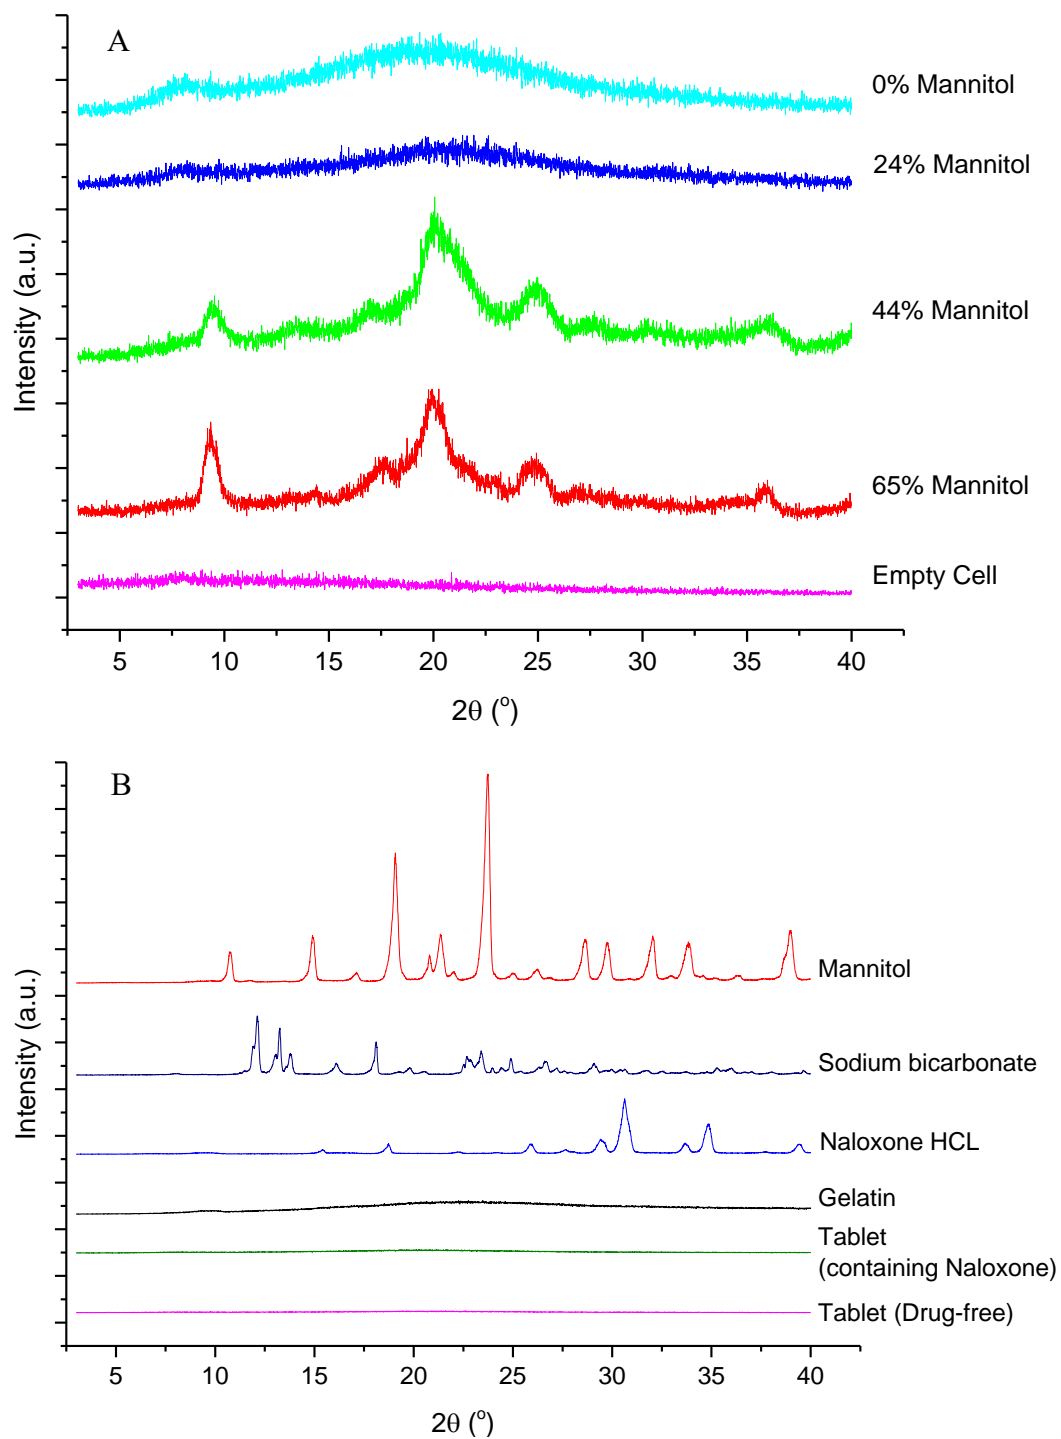 A
0% Mannitol
24% Mannitol
44% Mannitol
65% Mannitol
Empty Cell
Intensity (a.u.)
5 10 15 20 25 30 35 40
2θ (°)
B
Mannitol
Sodium bicarbonate
Naloxone HCL
Gelatin
Tablet
(containing Naloxone)
Tablet (Drug-free)
Intensity (a.u.)
5 10 15 20 25 30 35 40
2θ (°)